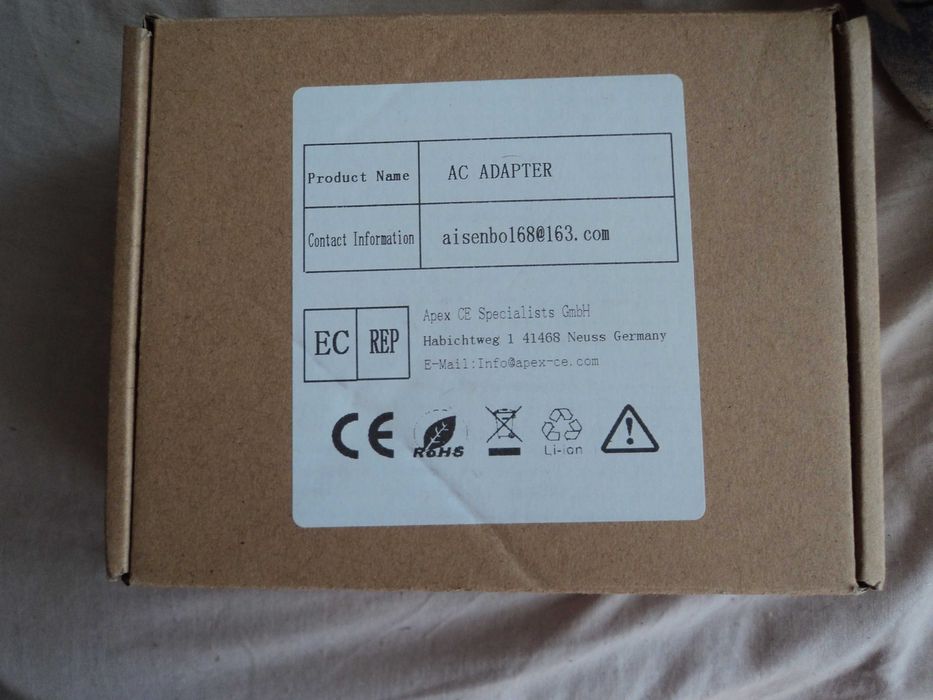 Product Name AC ADAPTER
Contact Information aisenbo168@163.com
EC REP
Apex CE Specialists GmbH
Habichtweg 1 41468 Neuss Germany
E-Mail:Info@apex-ce.com
CE RoHS Li-ion